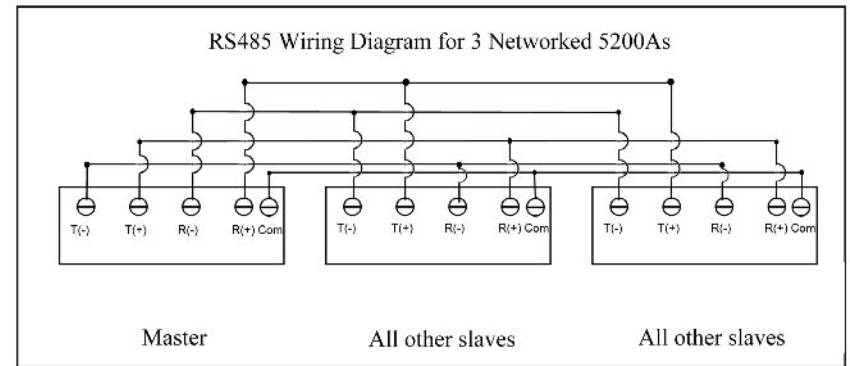 RS485 Wiring Diagram for 3 Networked 5200As
T(-) T(+) R(-) R(+) Com
T(-) T(+) R(-) R(+) Com
T(-) T(+) R(-) R(+) Com
Master
All other slaves
All other slaves